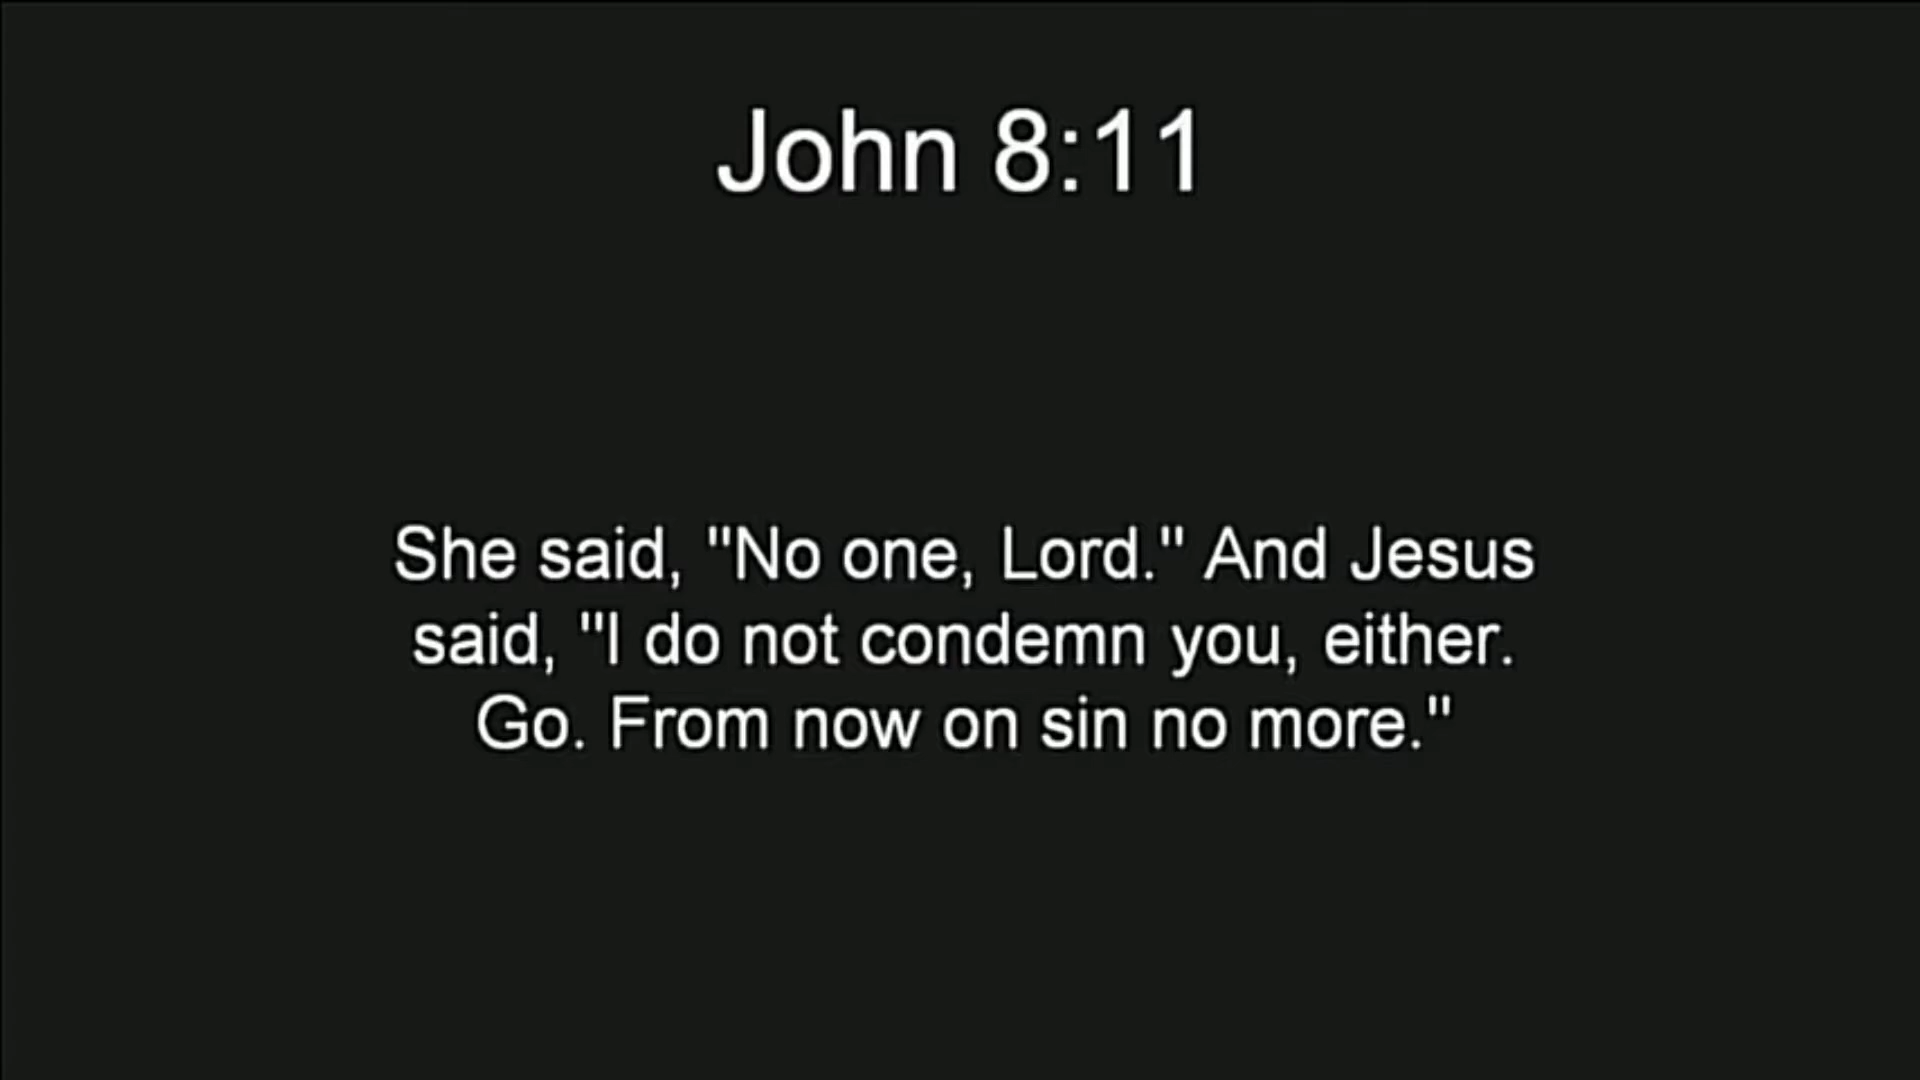 John 8:11
She said, "No one, Lord." And Jesus
said, "I do not condemn you, either.
Go. From now on sin no more."